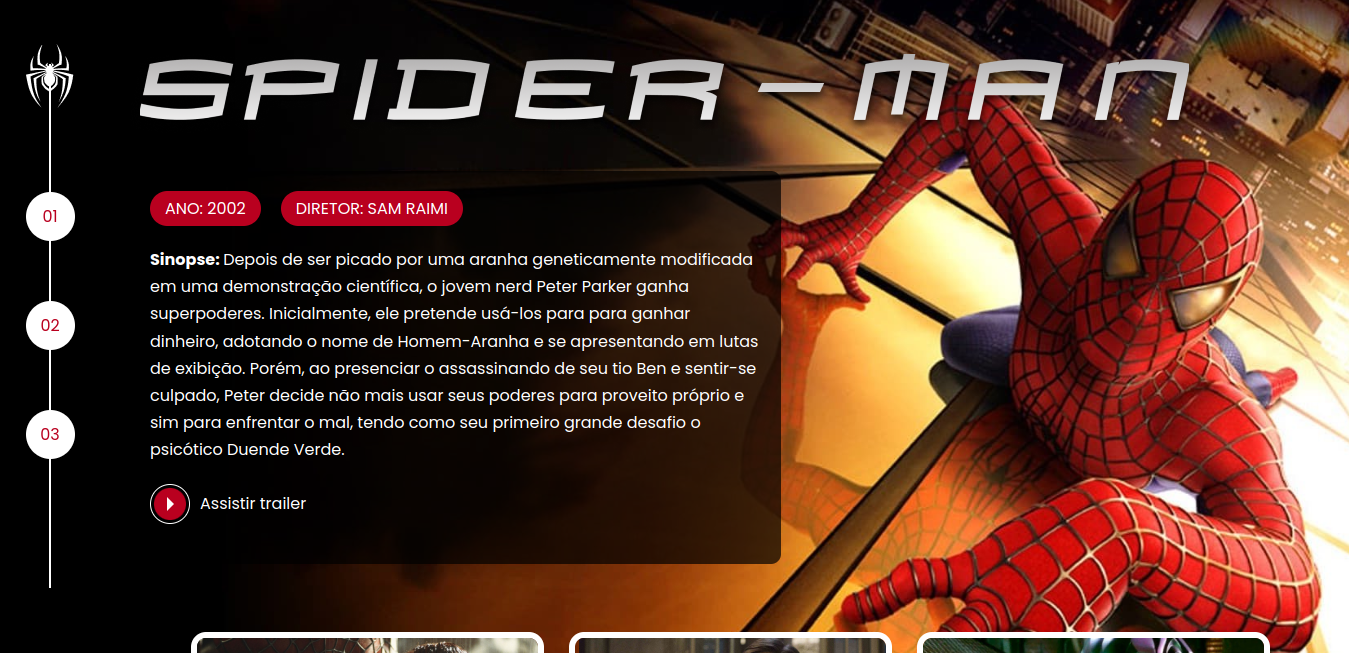 SPIDER-MAN
01
02
03
ANO: 2002
DIRETOR: SAM RAIMI
Sinopse: Depois de ser picado por uma aranha geneticamente modificada
em uma demonstração científica, o jovem nerd Peter Parker ganha
superpoderes. Inicialmente, ele pretende usá-los para para ganhar
dinheiro, adotando o nome de Homem-Aranha e se apresentando em lutas
de exibição. Porém, ao presenciar o assassinando de seu tio Ben e sentir-se
culpado, Peter decide não mais usar seus poderes para proveito próprio e
sim para enfrentar o mal, tendo como seu primeiro grande desafio o
psicótico Duende Verde.
Assistir trailer